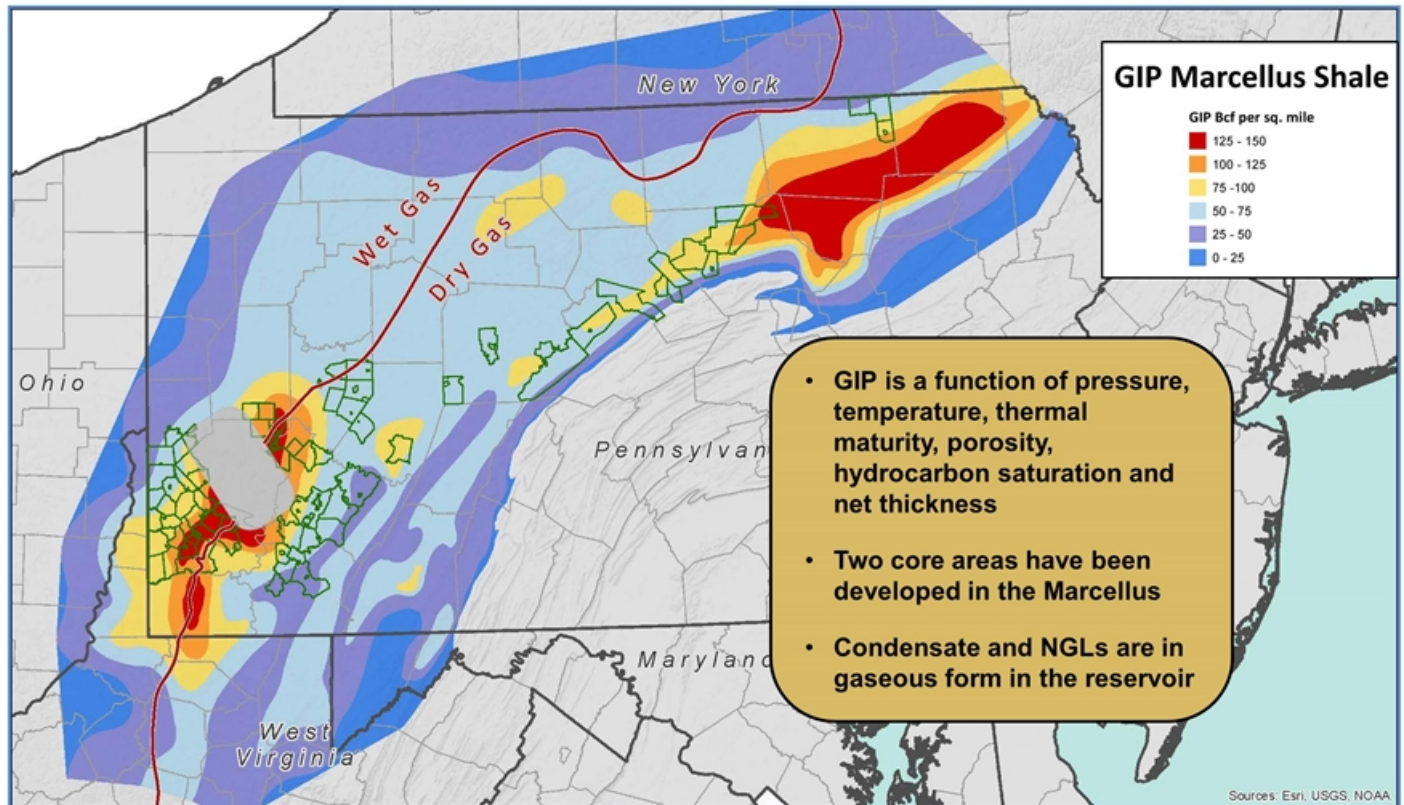 New York
GIP Marcellus Shale
GIP Bcf per sq. mile
125 - 150
100 - 125
75 -100
50 - 75
25 - 50
0 - 25
Wet Gas
Dry Gas
Ohio
Pennsylvan
Maryland
West
Virginia
• GIP is a function of pressure,
temperature, thermal
maturity, porosity,
hydrocarbon saturation and
net thickness
• Two core areas have been
developed in the Marcellus
• Condensate and NGLs are in
gaseous form in the reservoir
Sources: Esri, USGS, NOAA